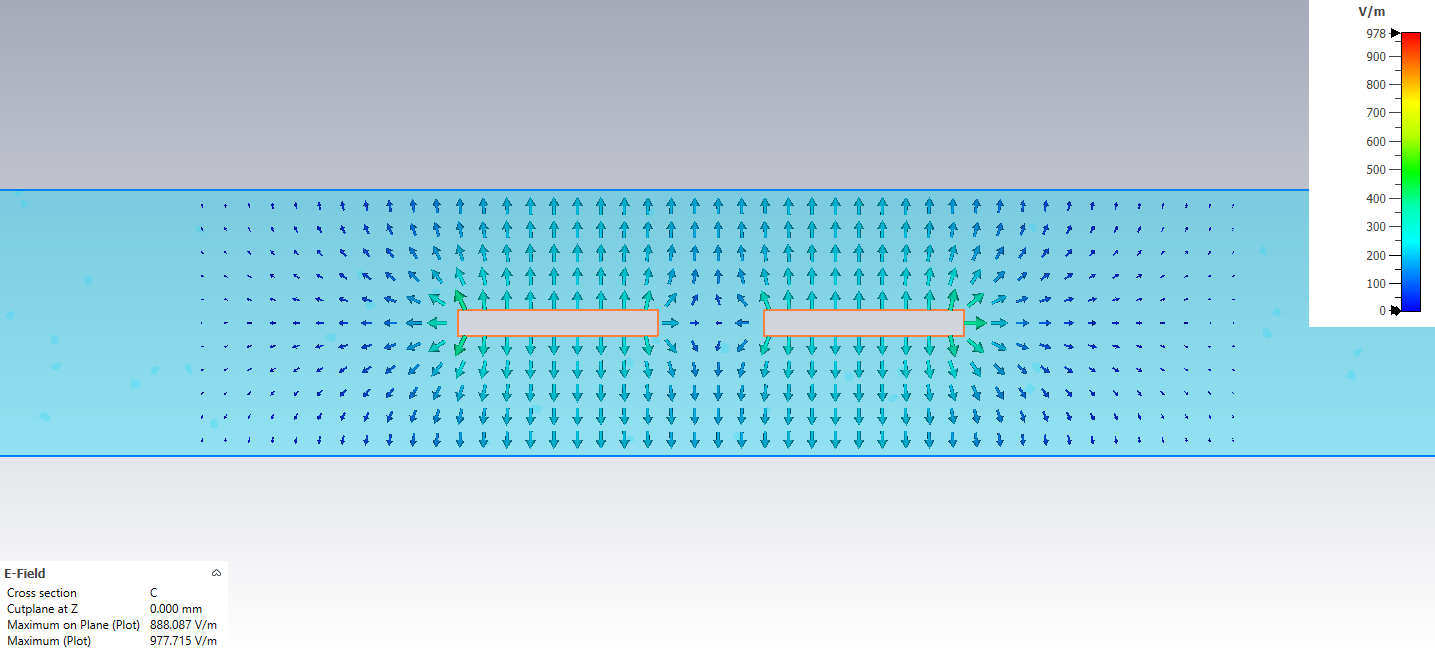 V/m
978
900
800
700
600
500
400
300
200
100
0
E-Field
Cross section C
Cutplane at Z 0.000 mm
Maximum on Plane (Plot) 888.087 V/m
Maximum (Plot) 977.715 V/m